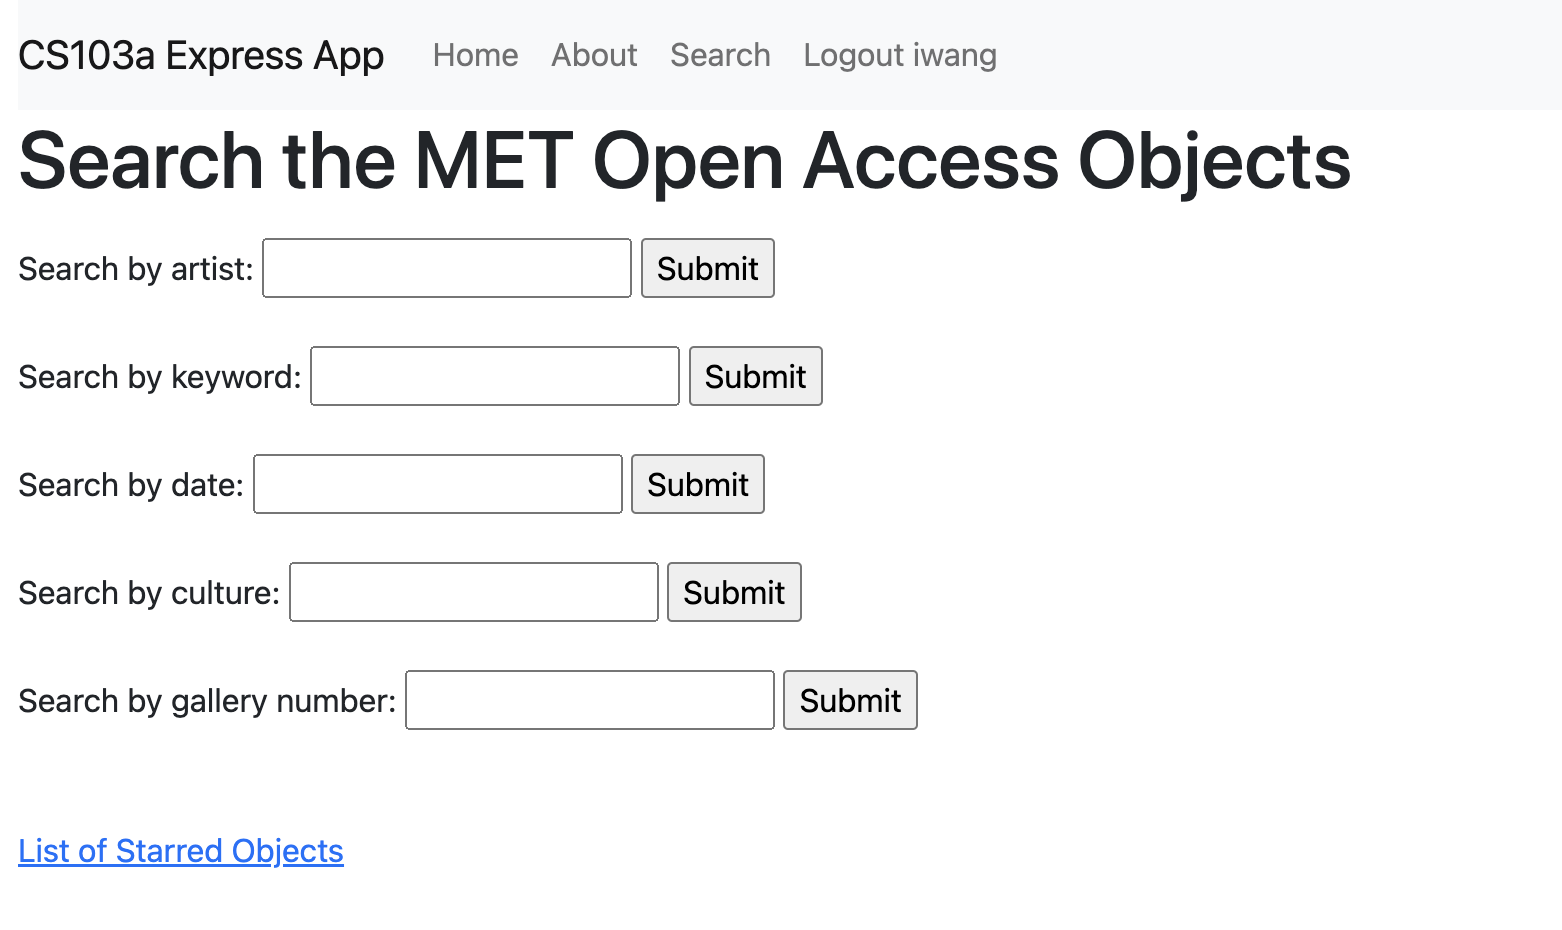 CS103a Express App Home About Search Logout iwang
Search the MET Open Access Objects
Search by artist: Submit
Search by keyword: Submit
Search by date: Submit
Search by culture: Submit
Search by gallery number: Submit
List of Starred Objects